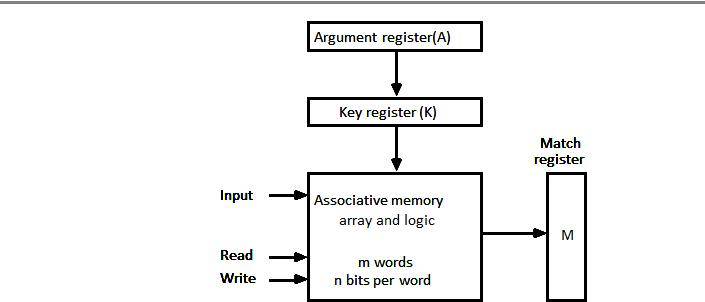 Argument register(A)
Key register (K)
Match
register
Input
Associative memory
array and logic
M
Read
m words
Write
n bits per word